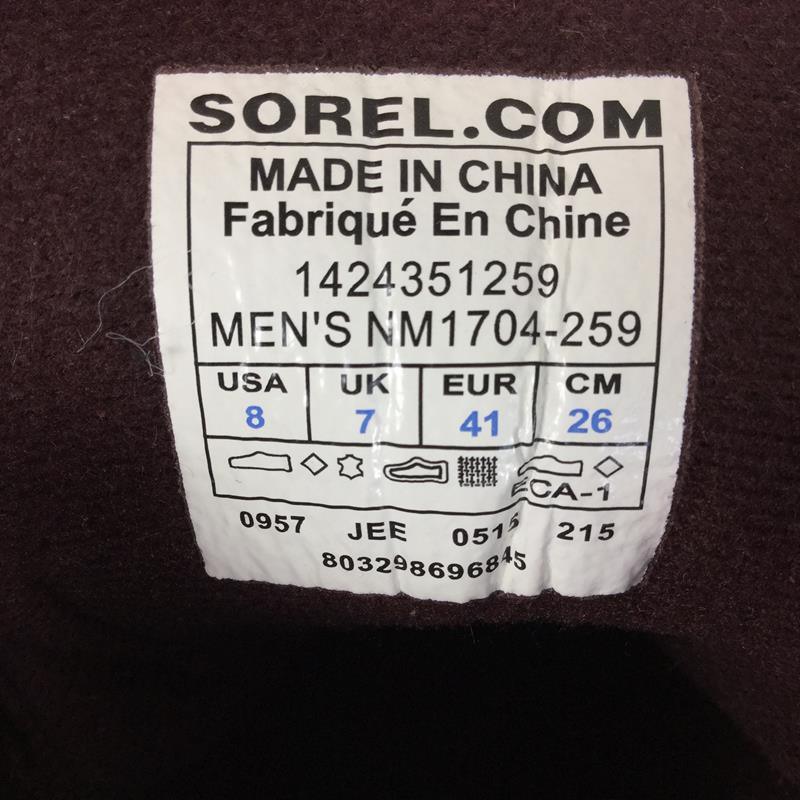 SOREL.COM
MADE IN CHINA
Fabriqué En Chine
1424351259
MEN'S NM1704-259
USA UK EUR CM
8 7 41 26
ECA-1
0957 JEE 0515 215
803298696845